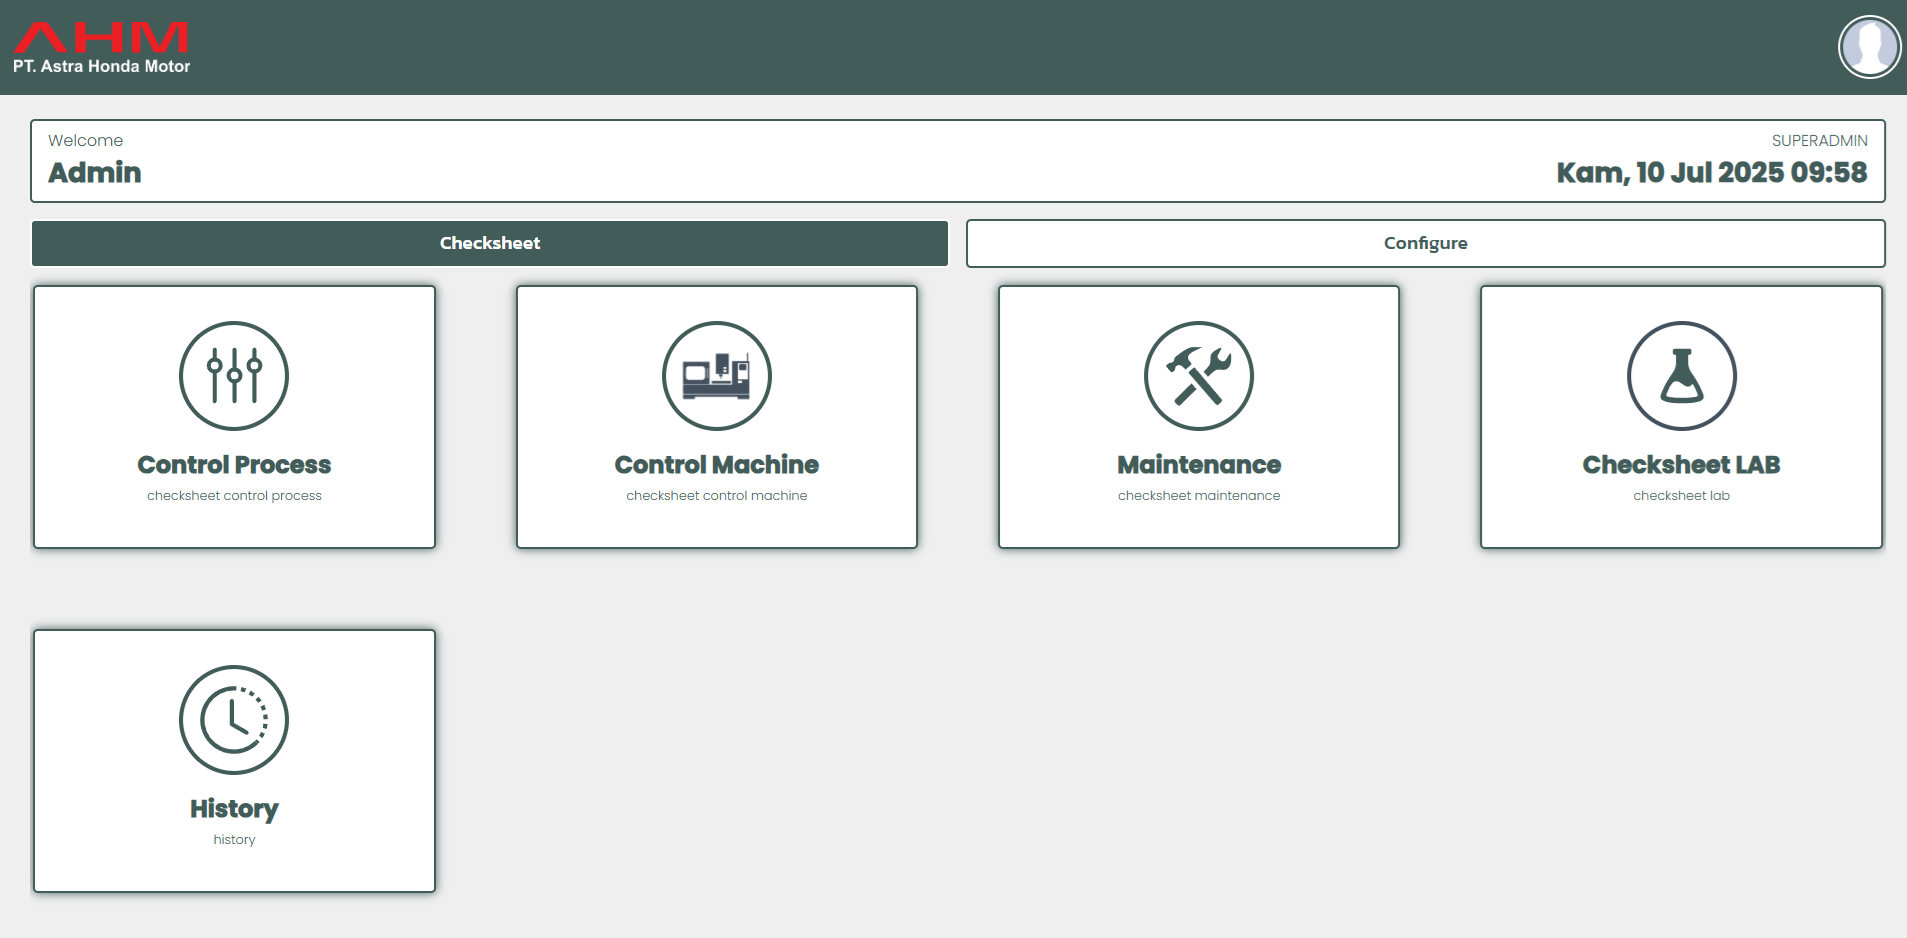 AHM
PT. Astra Honda Motor
Welcome
SUPERADMIN
Admin
Kam, 10 Jul 2025 09:58
Checksheet
Configure
Control Process
checksheet control process
Control Machine
checksheet control machine
Maintenance
checksheet maintenance
Checksheet LAB
checksheet lab
History
history